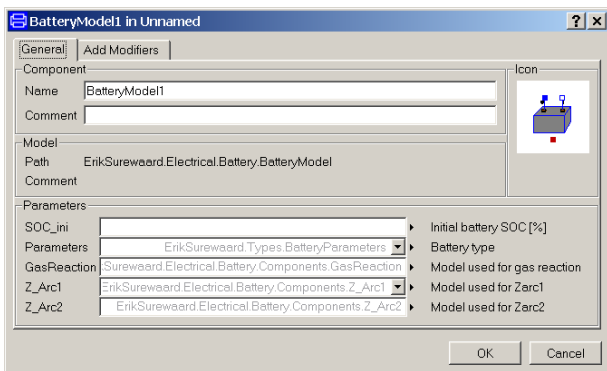 BatteryModel1 in Unnamed
General Add Modifiers
Component
Icon
Name BatteryModel1
Comment
Model
Path ErikSurewaard.Electrical.Battery.BatteryModel
Comment
Parameters
SOC_ini Initial battery SOC [%]
Parameters ErikSurewaard.Types.BatteryParameters Battery type
GasReaction :Surewaard.Electrical.Battery.Components.GasReaction Model used for gas reaction
Z_Arc1 ErikSurewaard.Electrical.Battery.Components.Z_Arc1 Model used for Zarc1
Z_Arc2 ErikSurewaard.Electrical.Battery.Components.Z_Arc2 Model used for Zarc2
OK Cancel